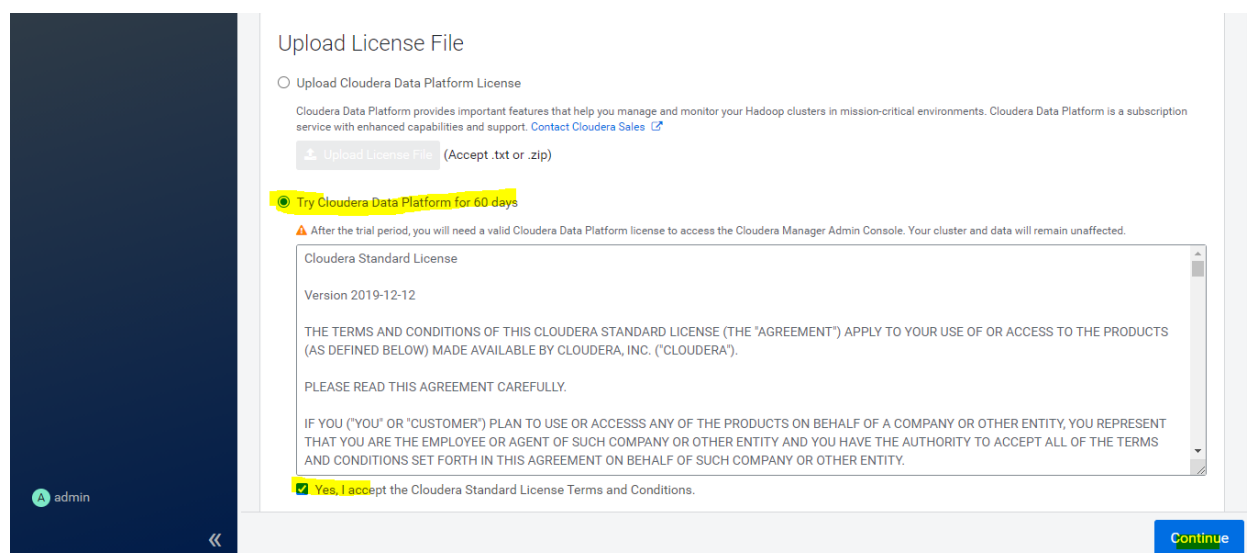 Upload License File
Upload Cloudera Data Platform License
Cloudera Data Platform provides important features that help you manage and monitor your Hadoop clusters in mission-critical environments. Cloudera Data Platform is a subscription
service with enhanced capabilities and support. Contact Cloudera Sales
Upload License File (Accept .txt or .zip)
Try Cloudera Data Platform for 60 days
After the trial period, you will need a valid Cloudera Data Platform license to access the Cloudera Manager Admin Console. Your cluster and data will remain unaffected.
Cloudera Standard License
Version 2019-12-12
THE TERMS AND CONDITIONS OF THIS CLOUDERA STANDARD LICENSE (THE "AGREEMENT") APPLY TO YOUR USE OF OR ACCESS TO THE PRODUCTS
(AS DEFINED BELOW) MADE AVAILABLE BY CLOUDERA, INC. ("CLOUDERA").
PLEASE READ THIS AGREEMENT CAREFULLY.
IF YOU ("YOU" OR "CUSTOMER") PLAN TO USE OR ACCESSS ANY OF THE PRODUCTS ON BEHALF OF A COMPANY OR OTHER ENTITY, YOU REPRESENT
THAT YOU ARE THE EMPLOYEE OR AGENT OF SUCH COMPANY OR OTHER ENTITY AND YOU HAVE THE AUTHORITY TO ACCEPT ALL OF THE TERMS
AND CONDITIONS SET FORTH IN THIS AGREEMENT ON BEHALF OF SUCH COMPANY OR OTHER ENTITY.
Yes, I accept the Cloudera Standard License Terms and Conditions.
A admin
Continue